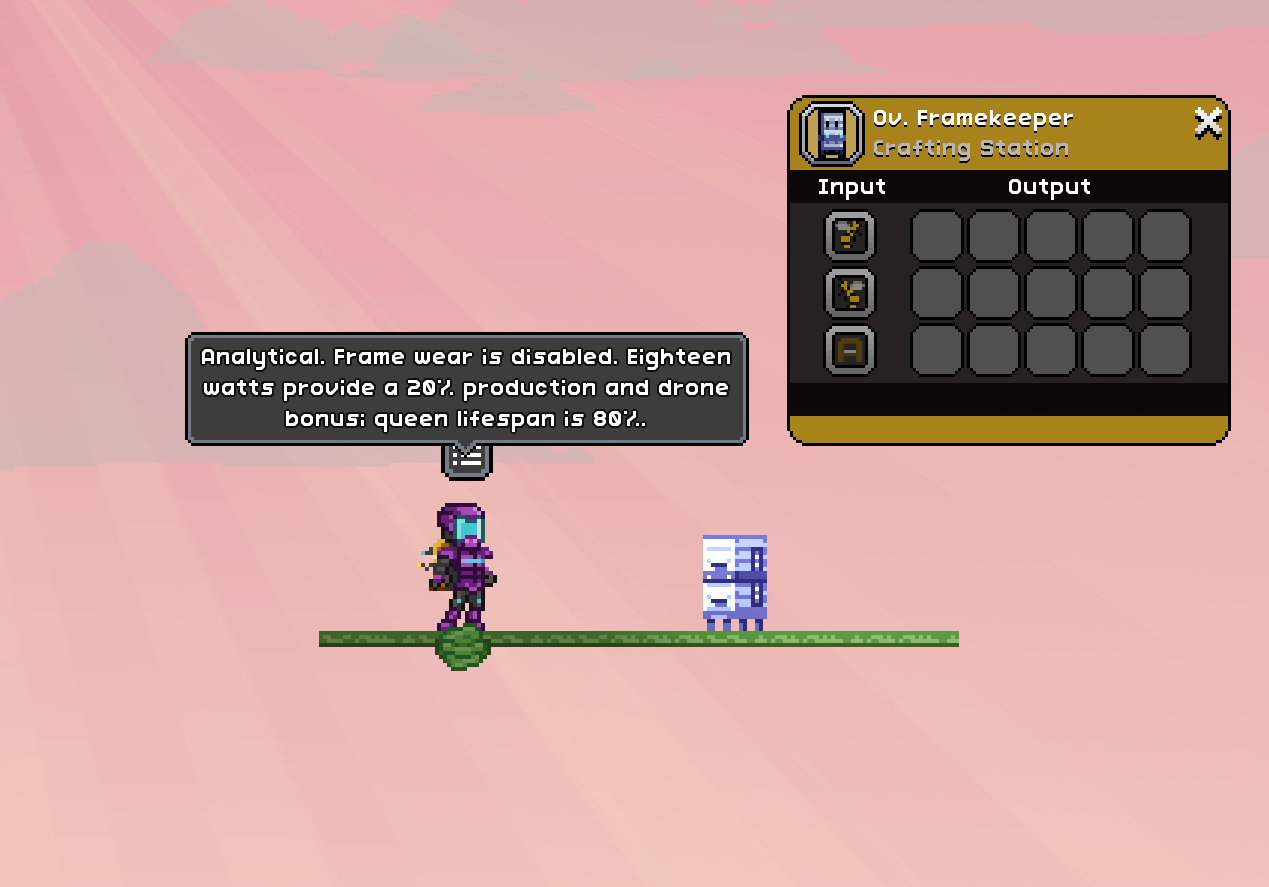 Ov. Framekeeper
Crafting Station
Input Output
Analytical. Frame wear is disabled. Eighteen
watts provide a 20% production and drone
bonus; queen lifespan is 80%.